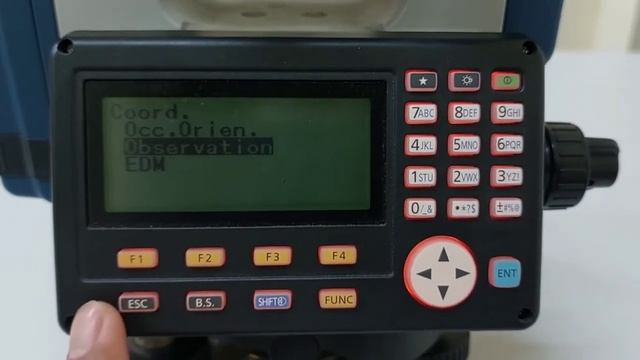 Coord.
Occ.Orien.
Observation
EDM
★
7ABC 8DEF 9GHI
4JKL 5MNO 6PQR
1STU 2VWX 3YZ!
0/_& •*?$ ±#%@
F1 F2 F3 F4
ESC B.S. SHIFT FUNC
ENT